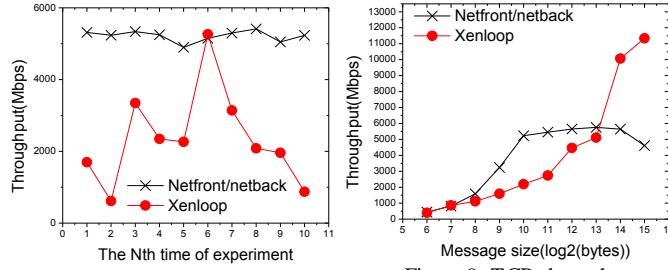 Throughput(Mbps)
6000
4000
2000
0
0 1 2 3 4 5 6 7 8 9 10 11
The Nth time of experiment
Netfront/netback
Xenloop
Throughput(Mbps)
13000
12000
11000
10000
9000
8000
7000
6000
5000
4000
3000
2000
1000
0
5 6 7 8 9 10 11 12 13 14 15
Message size(log2(bytes))
Netfront/netback
Xenloop